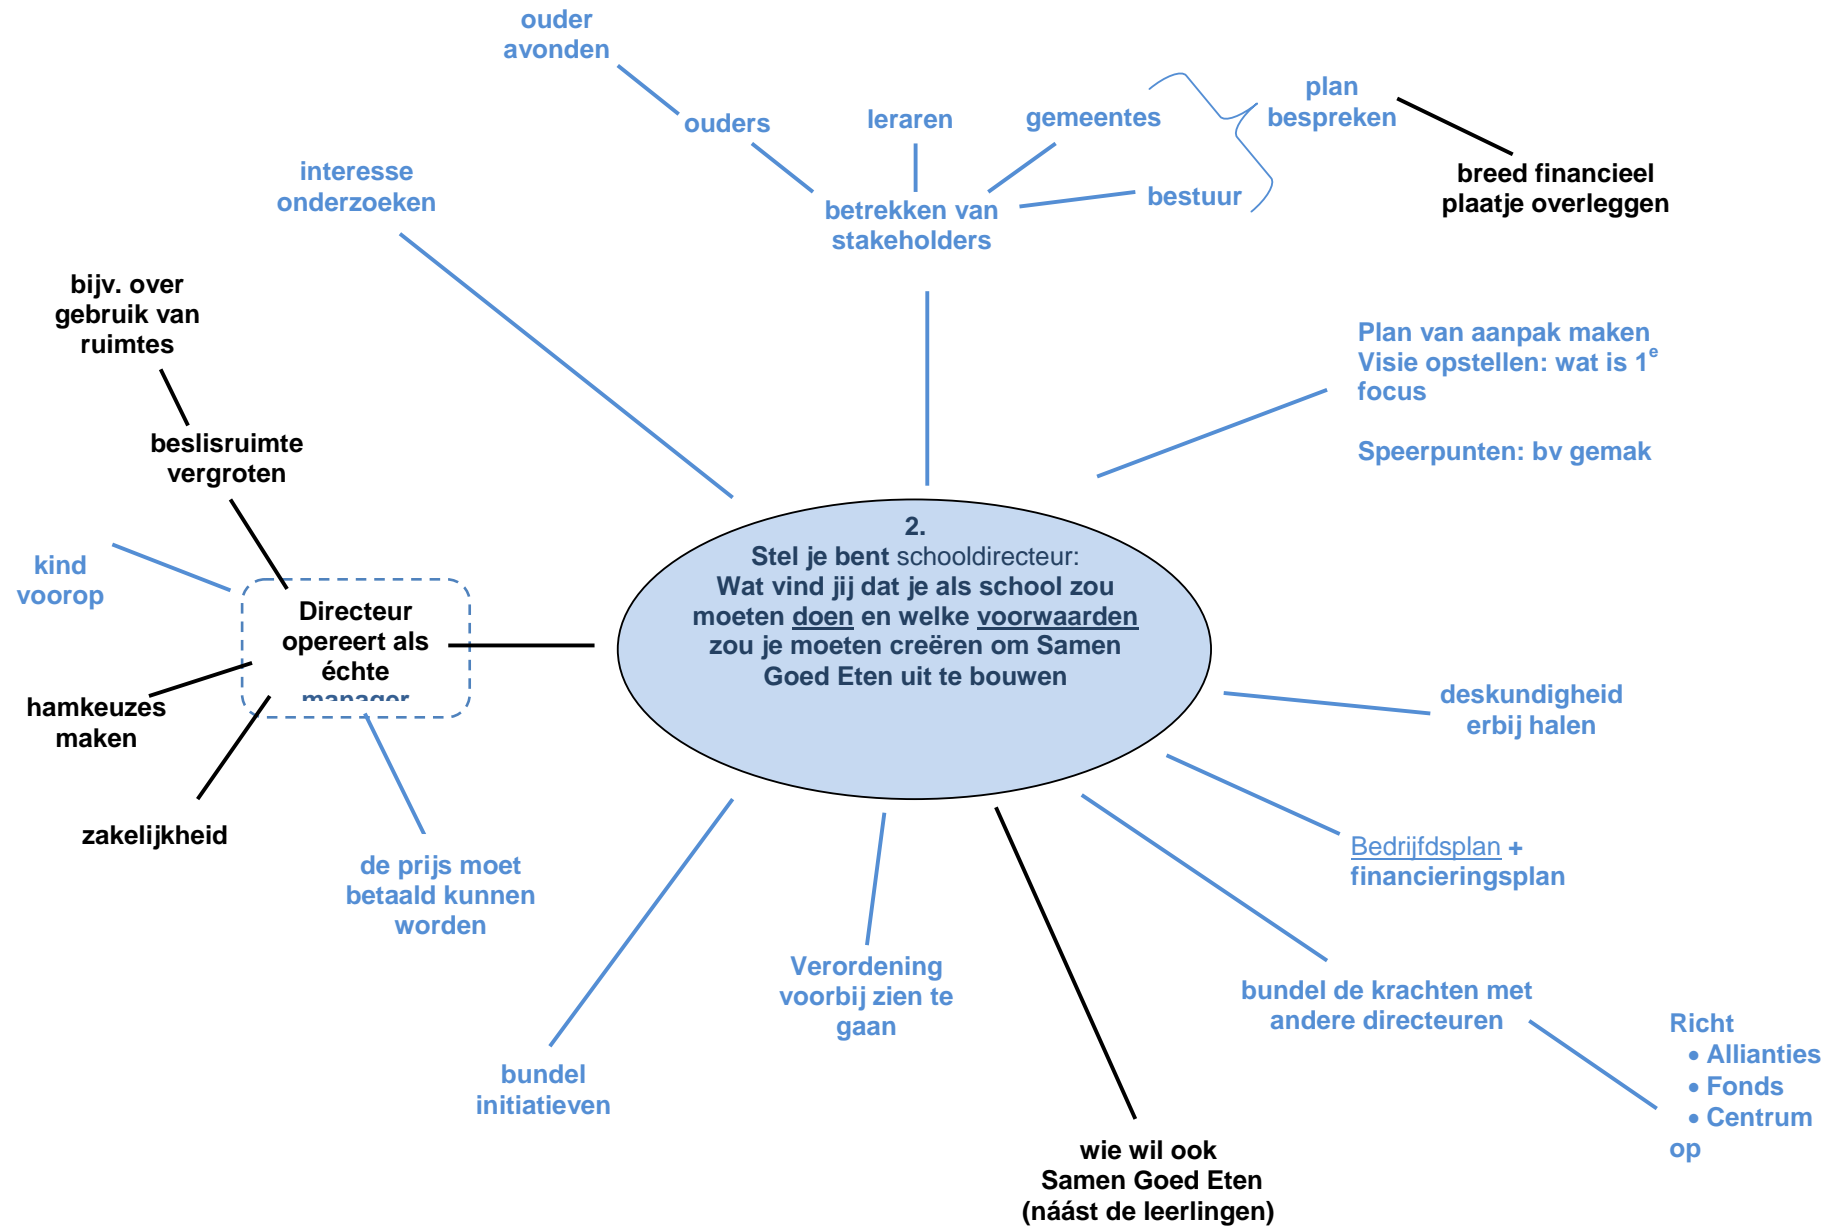 ouder
avonden
ouders
leraren
gemeentes
plan
bespreken
breed financieel
plaatje overleggen
bestuur
betrekken van
stakeholders
interesse
onderzoeken
bijv. over
gebruik van
ruimtes
beslisruimte
vergroten
Plan van aanpak maken
Visie opstellen: wat is 1e
focus
Speerpunten: bv gemak
2.
Stel je bent schooldirecteur:
Wat vind jij dat je als school zou
moeten doen en welke voorwaarden
zou je moeten creëren om Samen
Goed Eten uit te bouwen
kind
voorop
Directeur
opereert als
échte
manager
hamkeuzes
maken
zakelijkheid
de prijs moet
betaald kunnen
worden
bundel
initiatieven
Verordening
voorbij zien te
gaan
wie wil ook
Samen Goed Eten
(náást de leerlingen)
deskundigheid
erbij halen
Bedrijfdsplan +
financieringsplan
bundel de krachten met
andere directeuren
Richt
• Allianties
• Fonds
• Centrum
op